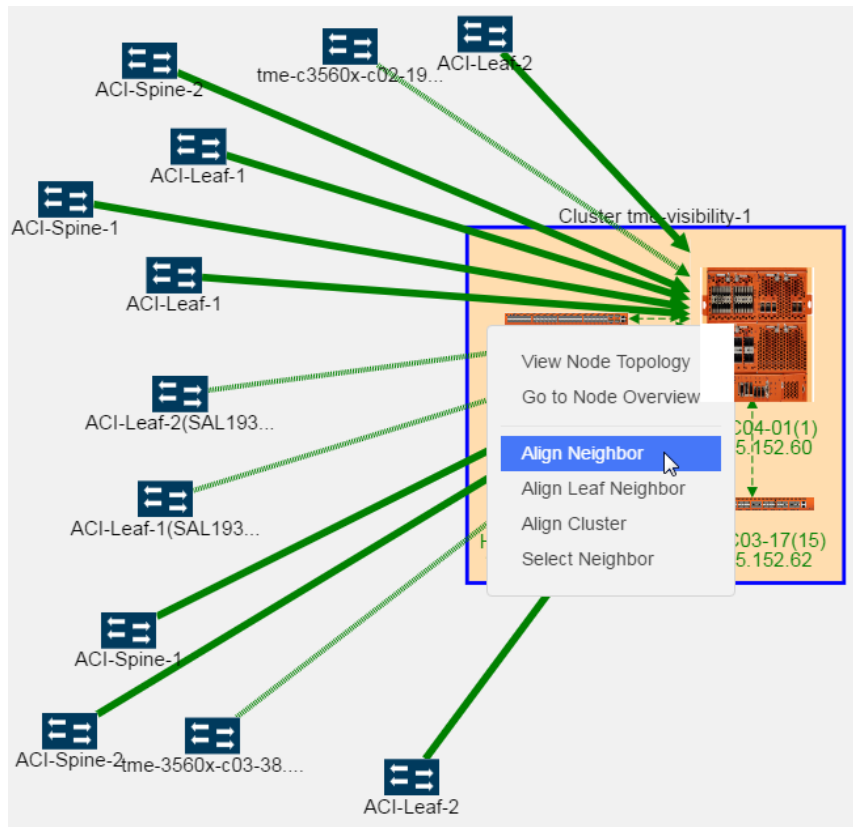 ACI-Spine-2
tme-c3560x-c02-19...
ACI-Leaf-2
ACI-Leaf-1
ACI-Spine-1
Cluster tme-visibility-1
ACI-Leaf-1
View Node Topology
Go to Node Overview
ACI-Leaf-2(SAL193...
C04-01(1)
Align Neighbor
5.152.60
Align Leaf Neighbor
ACI-Leaf-1(SAL193...
Align Cluster
H
C03-17(15)
Select Neighbor
5.152.62
ACI-Spine-1
ACI-Spine-2
tme-3560x-c03-38....
ACI-Leaf-2